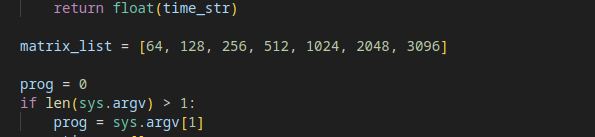 return float(time_str)
matrix_list = [64, 128, 256, 512, 1024, 2048, 3096]
prog = 0
if len(sys.argv) > 1:
prog = sys.argv[1]